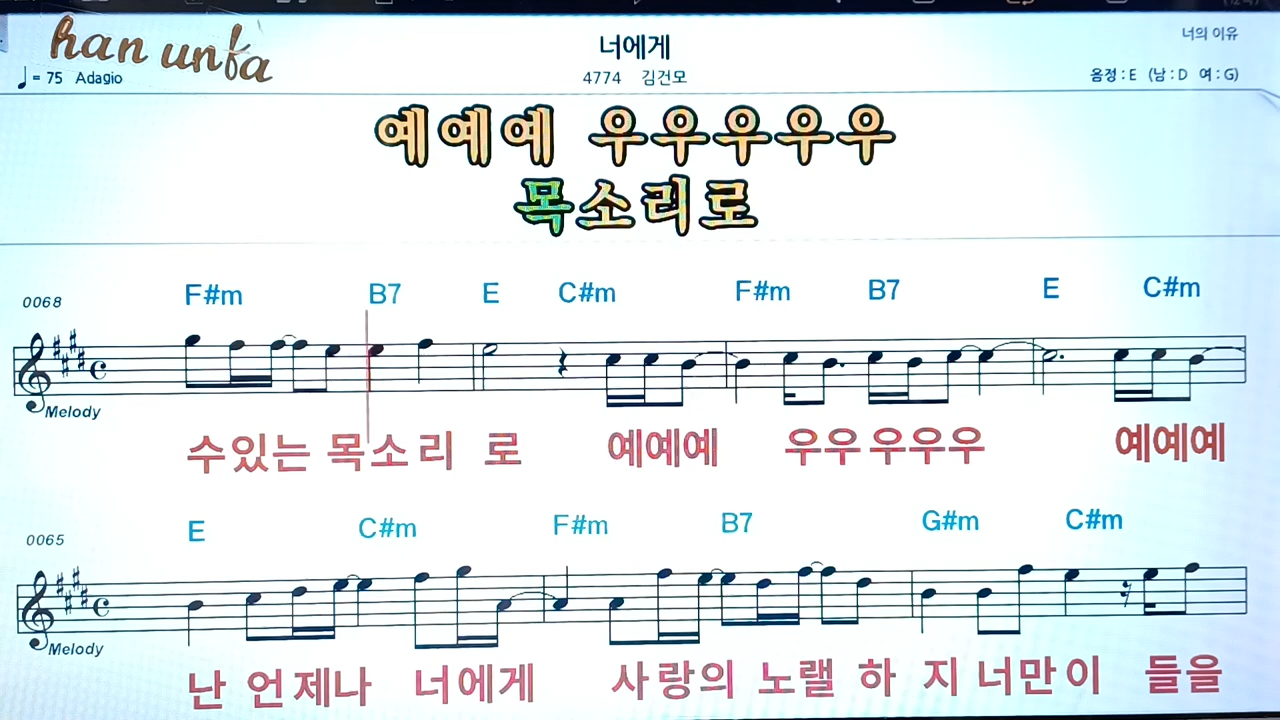 han unfa
너에게
너의 이유
♩= 75 Adagio
4774 김건모
음정 : E (남 : D 여 : G)
예예예 우우우우우
목소리로
0068
F#m B7 E C#m F#m B7 E C#m
Melody
수있는 목소리 로 예예예 우우우우우 예예예
0065
E C#m F#m B7 G#m C#m
Melody
난 언제나 너에게 사랑의 노랠 하 지 너만이 들을